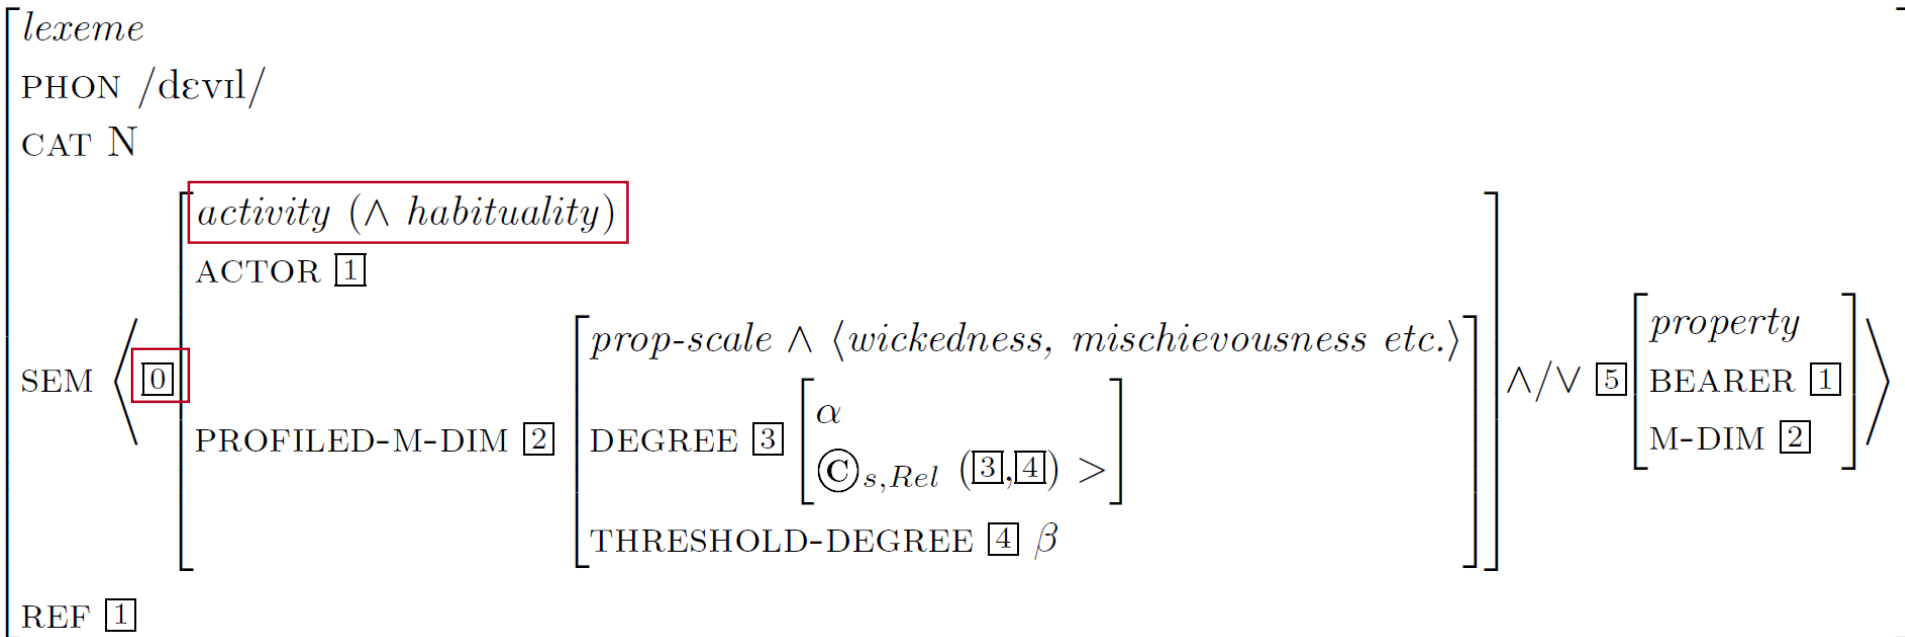 lexeme
PHON /dɛvɪl/
CAT N
activity (∧ habituality)
ACTOR 1
prop-scale ∧ ⟨wickedness, mischievousness etc.⟩
property
SEM ⟨ 0 PROFILED-M-DIM 2 DEGREE 3 α ∧/∨ 5 BEARER 1 ⟩
©s,Rel (3,4) > M-DIM 2
THRESHOLD-DEGREE 4 β
REF 1